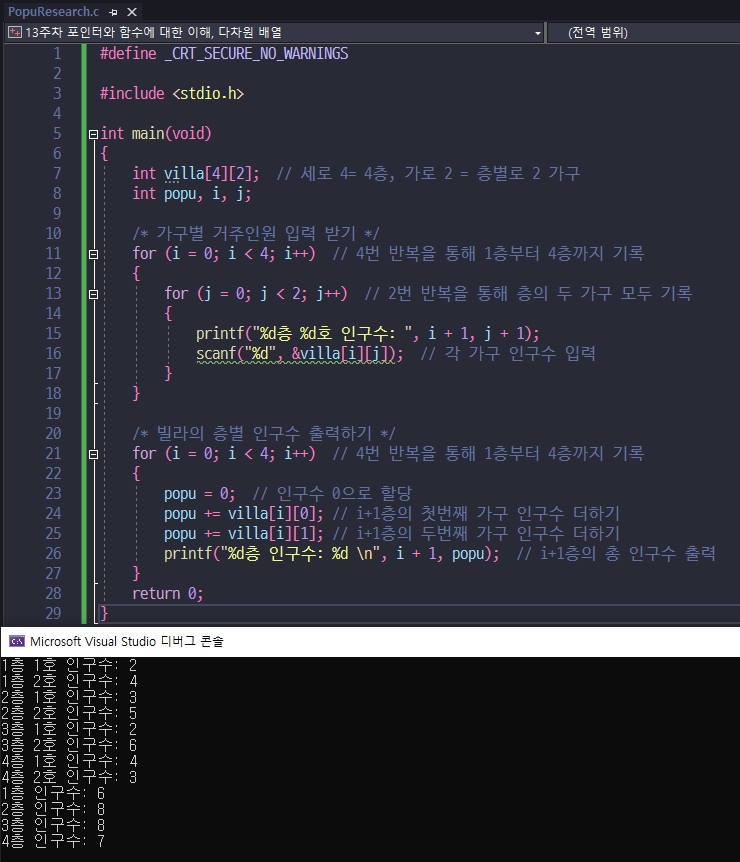 PopuResearch.c
13주차 포인터와 함수에 대한 이해, 다차원 배열 (전역 범위)
1 #define _CRT_SECURE_NO_WARNINGS
2
3 #include <stdio.h>
4
5 int main(void)
6 {
7 int villa[4][2]; // 세로 4= 4층, 가로 2 = 층별로 2 가구
8 int popu, i, j;
9
10 /* 가구별 거주인원 입력 받기 */
11 for (i = 0; i < 4; i++) // 4번 반복을 통해 1층부터 4층까지 기록
12 {
13 for (j = 0; j < 2; j++) // 2번 반복을 통해 층의 두 가구 모두 기록
14 {
15 printf("%d층 %d호 인구수: ", i + 1, j + 1);
16 scanf("%d", &villa[i][j]); // 각 가구 인구수 입력
17 }
18 }
19
20 /* 빌라의 층별 인구수 출력하기 */
21 for (i = 0; i < 4; i++) // 4번 반복을 통해 1층부터 4층까지 기록
22 {
23 popu = 0; // 인구수 0으로 할당
24 popu += villa[i][0]; // i+1층의 첫번째 가구 인구수 더하기
25 popu += villa[i][1]; // i+1층의 두번째 가구 인구수 더하기
26 printf("%d층 인구수: %d \n", i + 1, popu); // i+1층의 총 인구수 출력
27 }
28 return 0;
29 }
Microsoft Visual Studio 디버그 콘솔
1층 1호 인구수: 2
1층 2호 인구수: 4
2층 1호 인구수: 3
2층 2호 인구수: 5
3층 1호 인구수: 2
3층 2호 인구수: 6
4층 1호 인구수: 4
4층 2호 인구수: 3
1층 인구수: 6
2층 인구수: 8
3층 인구수: 8
4층 인구수: 7